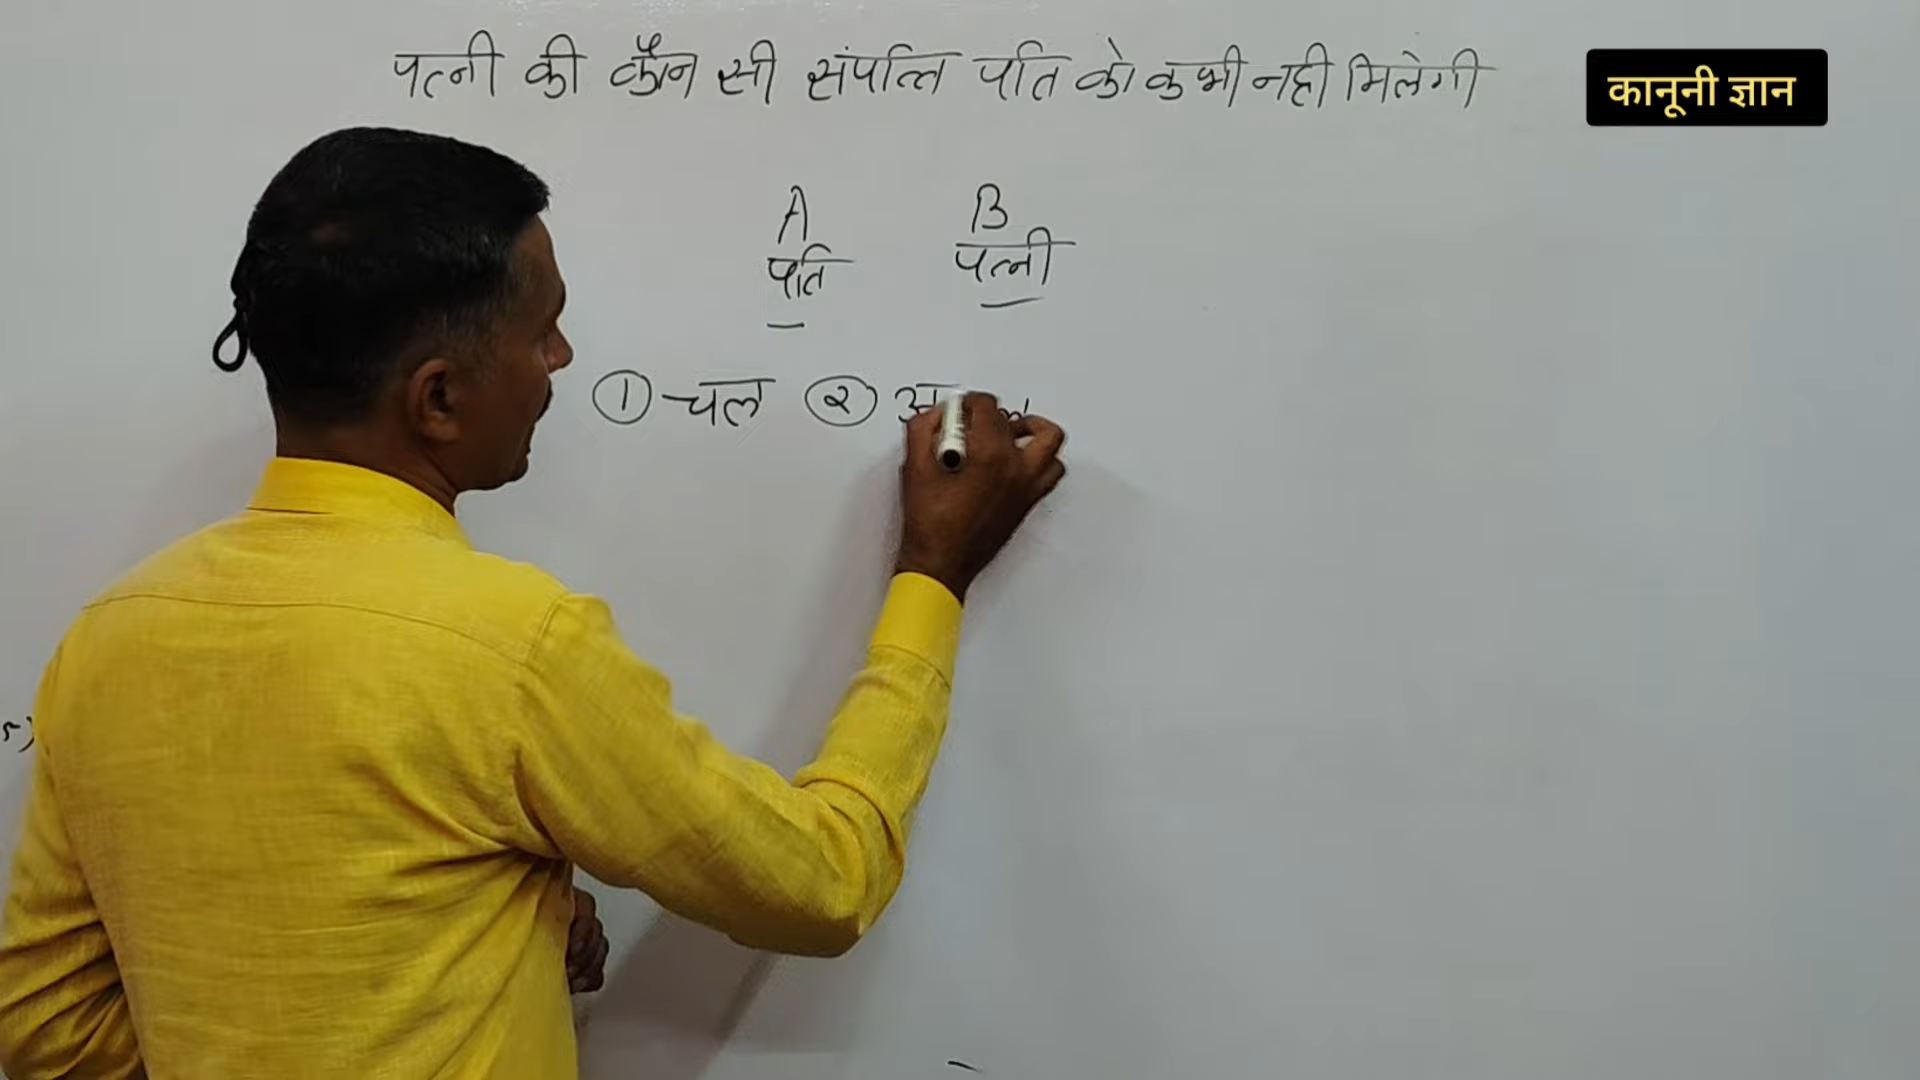 पत्नी की कौन सी संपत्ति पति को कभी नही मिलेगी
कानूनी ज्ञान
A B
पति पत्नी
① चल ②